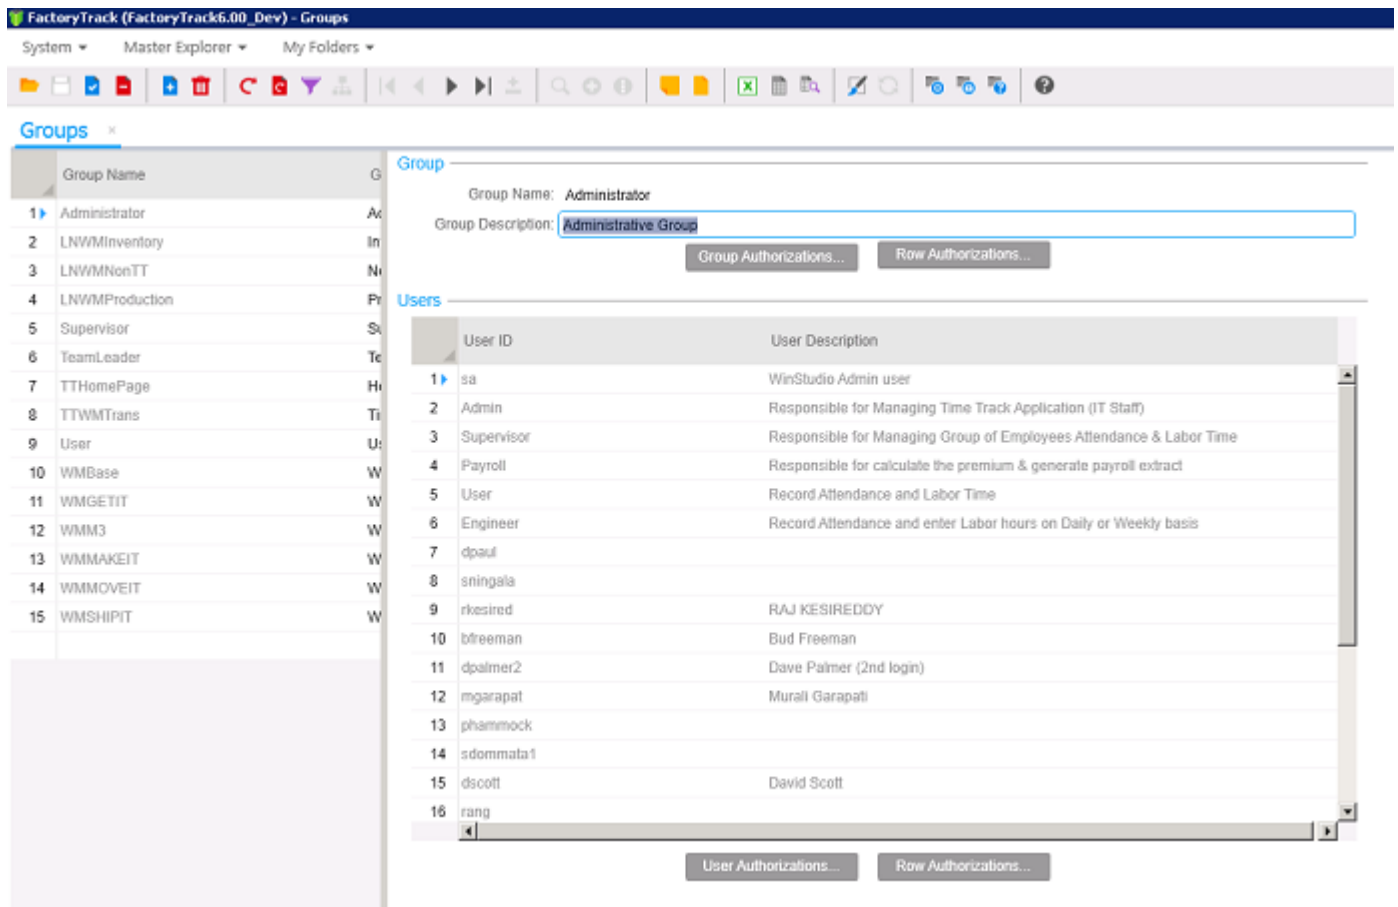 FactoryTrack (FactoryTrack6.00_Dev) - Groups
System Master Explorer My Folders
Groups
Group Name G
1 Administrator Ac
2 LNWMInventory In
3 LNWMNonTT
4 LNWMProduction Pr
5 Supervisor
6 TeamLeader Te
7 TTHomePage
8 TTWMTrans Ti
9 User
10 WMBase W
11 WMGETIT W
12 WMM3 W
13 WMMAKEIT W
14 WMMOVEIT W
15 WMSHIPIT W
Group
Group Name: Administrator
Group Description: Administrative Group
Group Authorizations... Row Authorizations...
Users
User ID User Description
1 sa WinStudio Admin user
2 Admin Responsible for Managing Time Track Application (IT Staff)
3 Supervisor Responsible for Managing Group of Employees Attendance & Labor Time
4 Payroll Responsible for calculate the premium & generate payroll extract
5 User Record Attendance and Labor Time
6 Engineer Record Attendance and enter Labor hours on Daily or Weekly basis
7 dpaul
8 sningala
9 rkesired RAJ KESIREDDY
10 bfreeman Bud Freeman
11 dpalmer2 Dave Palmer (2nd login)
12 mgarapat Murali Garapati
13 phammock
14 sdommata1
15 dscott David Scott
16 rang
User Authorizations... Row Authorizations...